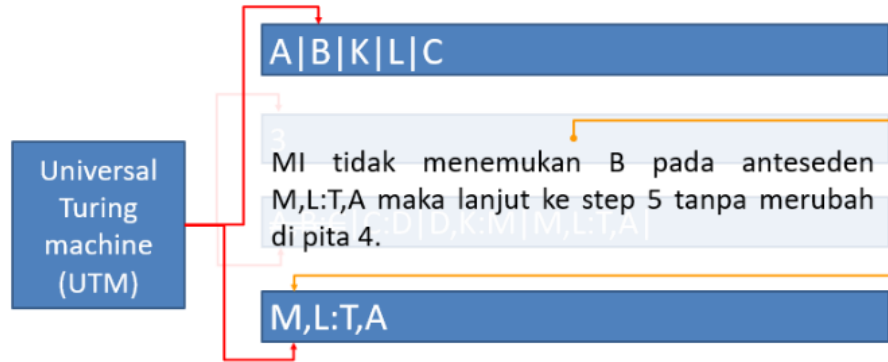 A|B|K|L|C
3
Universal
Turing
machine
(UTM)
MI tidak menemukan B pada anteseden
M,L:T,A maka lanjut ke step 5 tanpa merubah
di pita 4.
A,B:C|C:D|D,K:M|M,L:T,A|
M,L:T,A